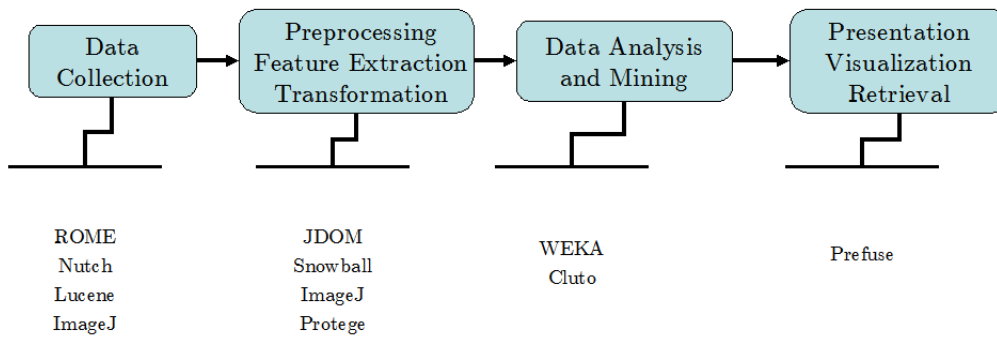 Data
Collection
Preprocessing
Feature Extraction
Transformation
Data Analysis
and Mining
Presentation
Visualization
Retrieval
ROME
Nutch
Lucene
ImageJ
JDOM
Snowball
ImageJ
Protege
WEKA
Cluto
Prefuse